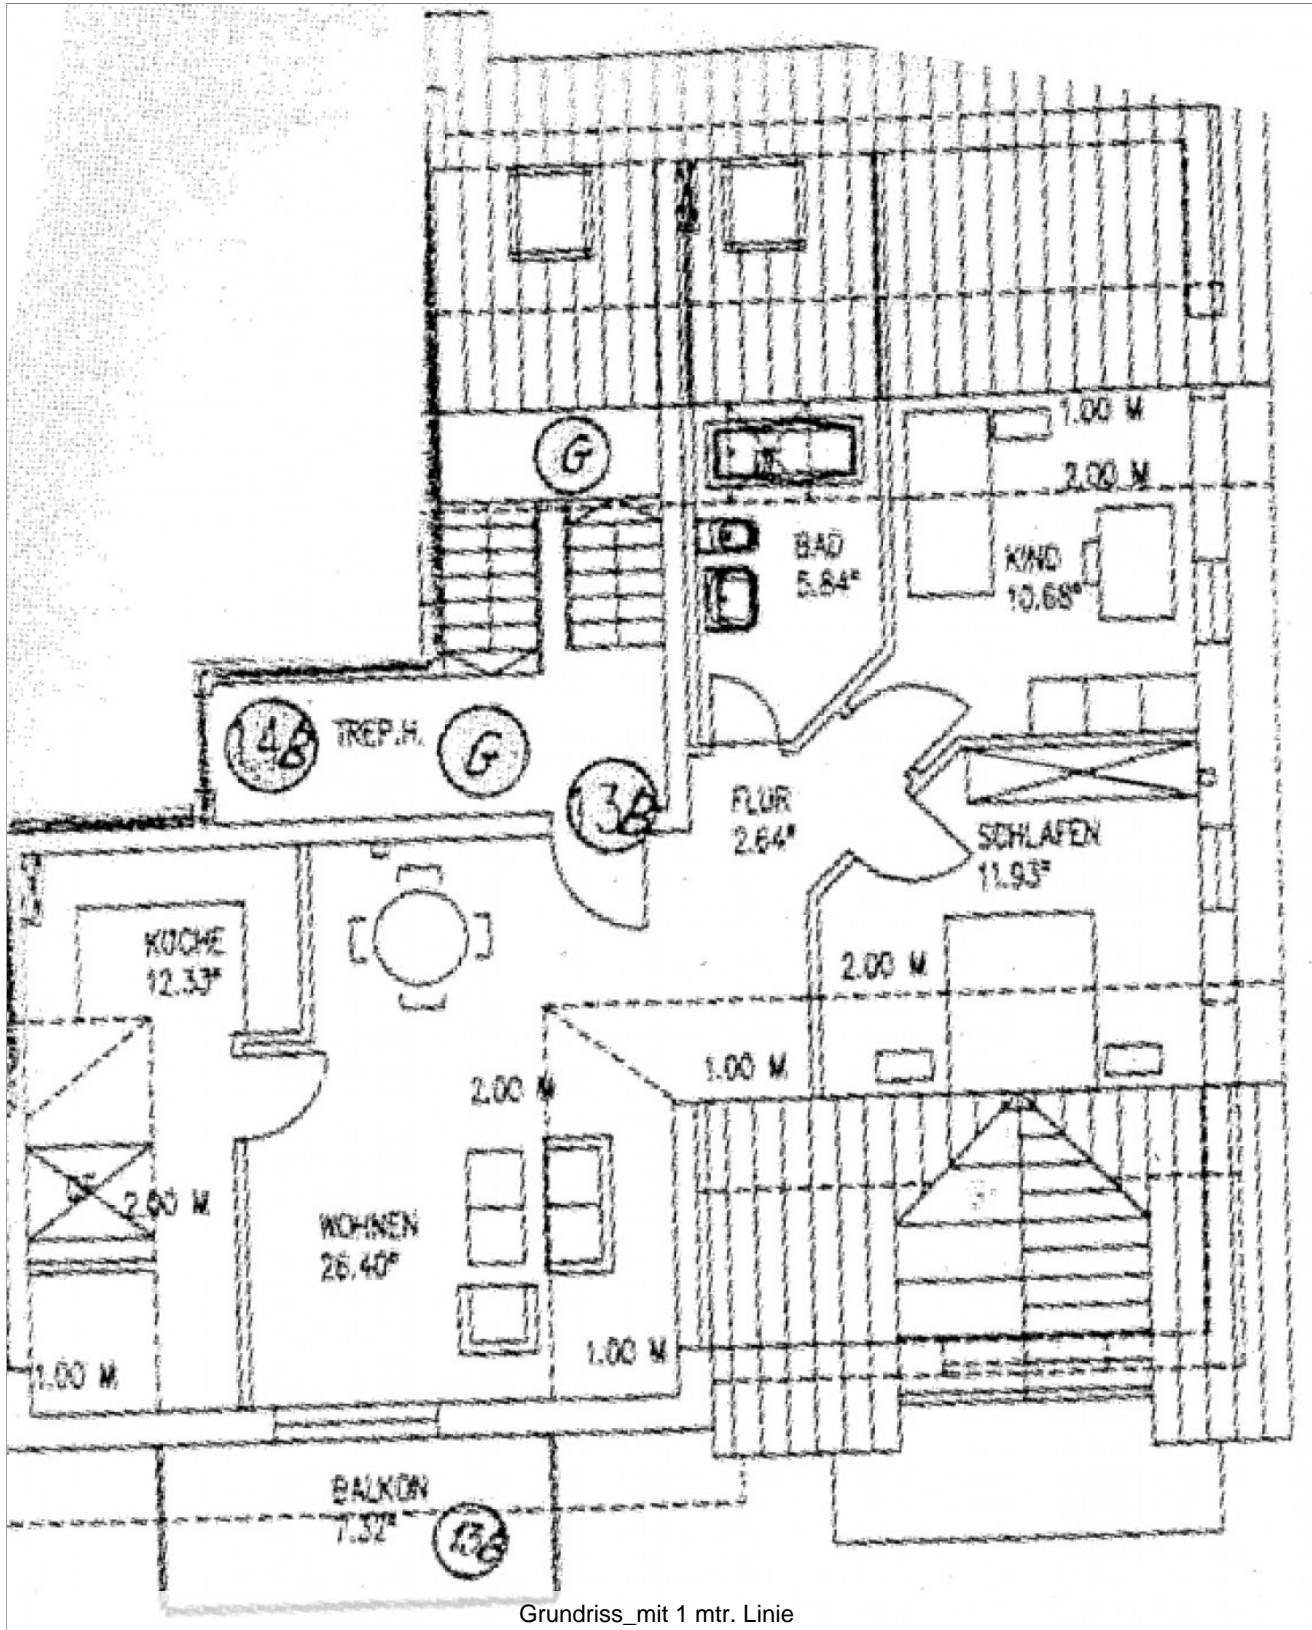 G
1.00 M
2.00 M
BAD
5.84²
KIND
10.68²
14B
TREP.H.
G
13B
FLUR
2.64²
SCHLAFEN
11.93²
KÜCHE
12.33²
2.00 M
1.00 M
2.00 M
2.00 M
WOHNEN
26.40²
1.00 M
1.00 M
BALKON
7.32²
13B
Grundriss_mit 1 mtr. Linie